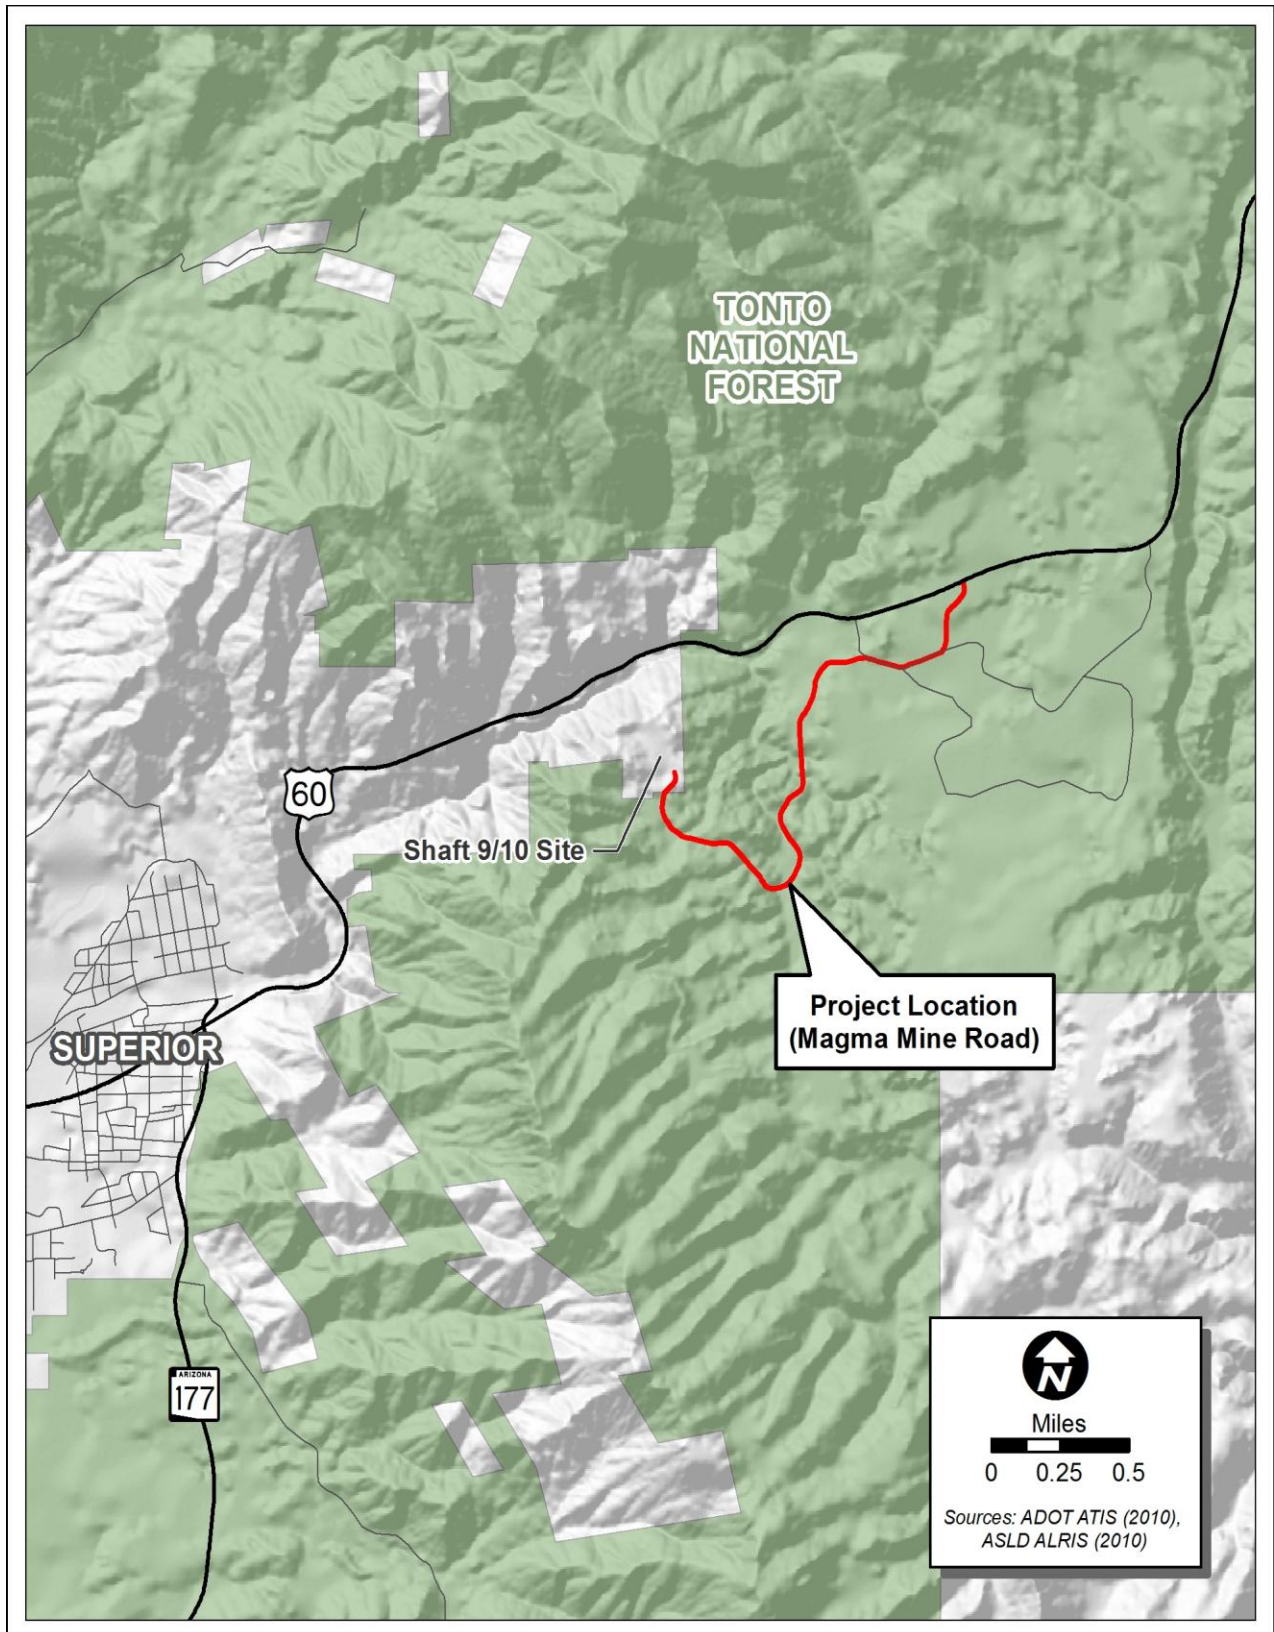 TONTO
NATIONAL
FOREST
60
Shaft 9/10 Site
Project Location
(Magma Mine Road)
SUPERIOR
ARIZONA
177
N
Miles
0 0.25 0.5
Sources: ADOT ATIS (2010),
ASLD ALRIS (2010)